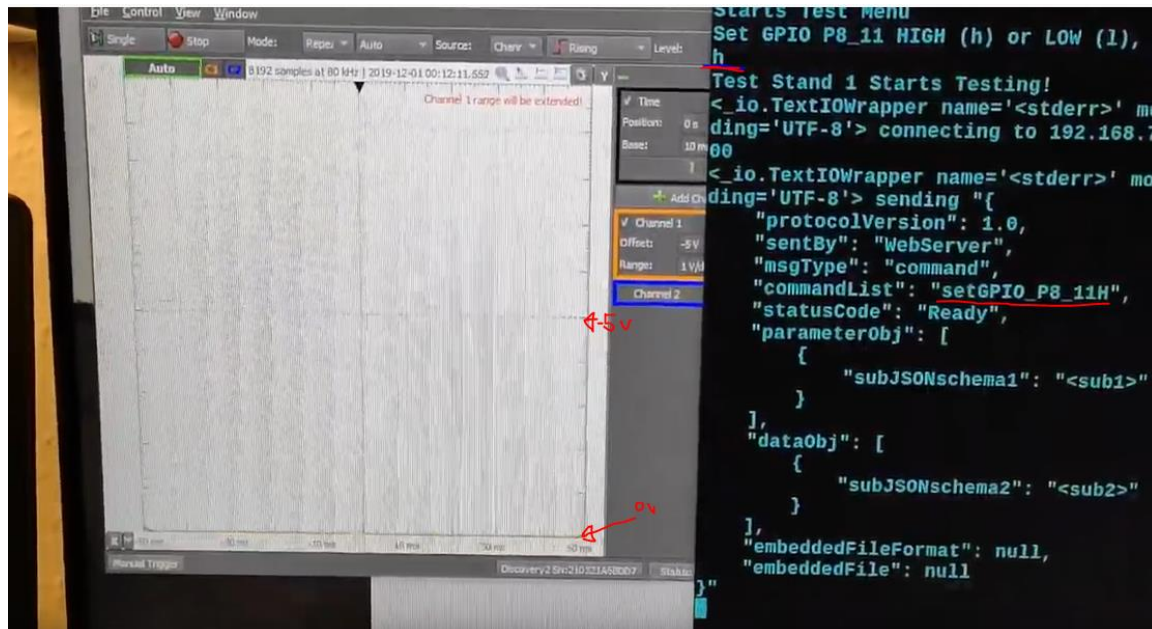 File Control View Window
Single Stop Mode: Auto Source: Rising Level:
Auto C1 C2 8192 samples at 80 kHz | 2019-12-01 00:12:11.552
Channel 1 range will be extended!
Y
Time
Position: 0 s
Base:
Channel 1
Offset: -5 V
Range: 1 V/d
Channel 2
-5 v
0v
Manual Trigger
Status:
Starts Test Menu
Set GPIO P8_11 HIGH (h) or LOW (l),
h
Test Stand 1 Starts Testing!
<_io.TextIOWrapper name='<stderr>' mo
ding='UTF-8'> connecting to 192.168.7
00
<_io.TextIOWrapper name='<stderr>' mo
ding='UTF-8'> sending "{
"protocolVersion": 1.0,
"sentBy": "WebServer",
"msgType": "command",
"commandList": "setGPIO_P8_11H",
"statusCode": "Ready",
"parameterObj": [
{
"subJSONschema1": "<sub1>"
}
],
"dataObj": [
{
"subJSONschema2": "<sub2>"
}
],
"embeddedFileFormat": null,
"embeddedFile": null
}"